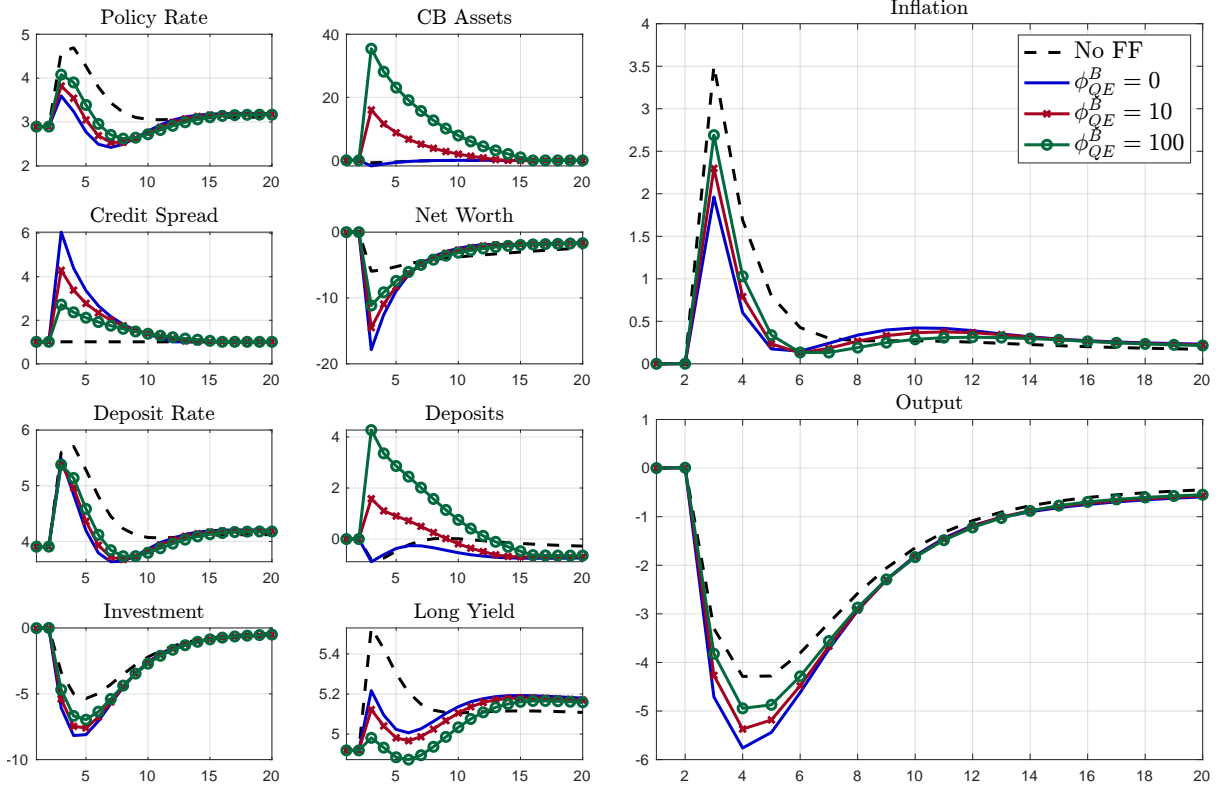 Policy Rate
5
4
3
2
5 10 15 20
CB Assets
40
20
0
5 10 15 20
Credit Spread
6
4
2
0
5 10 15 20
Net Worth
0
-10
-20
5 10 15 20
Deposit Rate
6
5
4
5 10 15 20
Deposits
4
2
0
5 10 15 20
Investment
0
-5
-10
5 10 15 20
Long Yield
5.4
5.2
5
5 10 15 20
Inflation
4
3.5
3
2.5
2
1.5
1
0.5
0
2 4 6 8 10 12 14 16 18 20
No FF
ϕ^B_QE = 0
ϕ^B_QE = 10
ϕ^B_QE = 100
Output
1
0
-1
-2
-3
-4
-5
-6
2 4 6 8 10 12 14 16 18 20